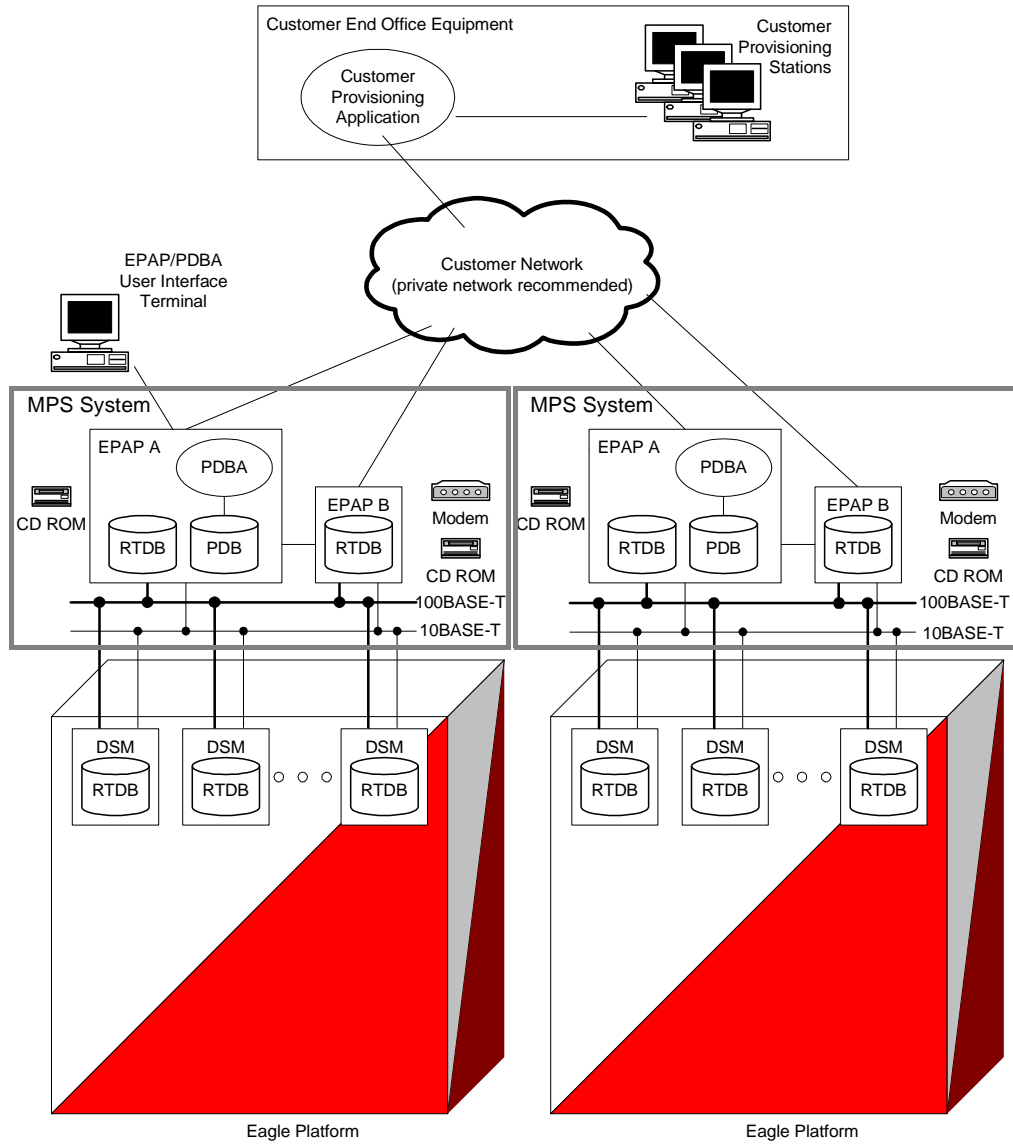 Customer End Office Equipment
Customer
Provisioning
Stations
Customer
Provisioning
Application
Customer Network
(private network recommended)
EPAP/PDBA
User Interface
Terminal
MPS System
EPAP A
PDBA
CD ROM
RTDB
PDB
EPAP B
RTDB
Modem
CD ROM
100BASE-T
10BASE-T
MPS System
EPAP A
PDBA
CD ROM
RTDB
PDB
EPAP B
RTDB
Modem
CD ROM
100BASE-T
10BASE-T
DSM
RTDB
DSM
RTDB
DSM
RTDB
DSM
RTDB
DSM
RTDB
DSM
RTDB
Eagle Platform
Eagle Platform